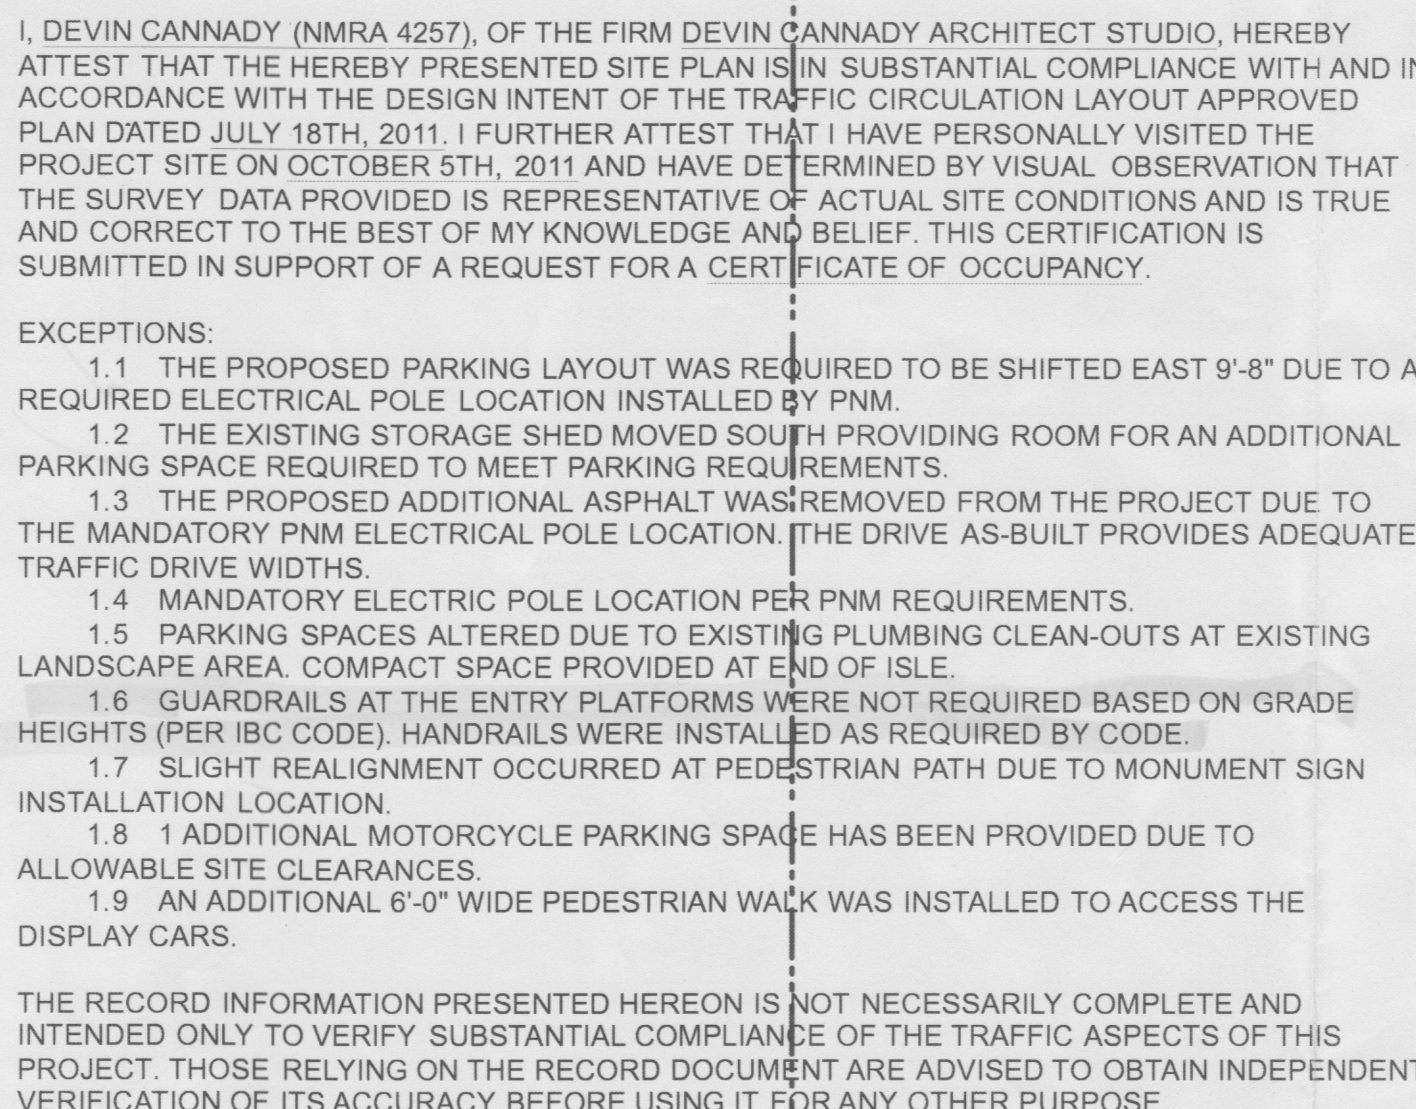 I, DEVIN CANNADY (NMRA 4257), OF THE FIRM DEVIN CANNADY ARCHITECT STUDIO, HEREBY
ATTEST THAT THE HEREBY PRESENTED SITE PLAN IS IN SUBSTANTIAL COMPLIANCE WITH AND IN
ACCORDANCE WITH THE DESIGN INTENT OF THE TRAFFIC CIRCULATION LAYOUT APPROVED
PLAN DATED JULY 18TH, 2011. I FURTHER ATTEST THAT I HAVE PERSONALLY VISITED THE
PROJECT SITE ON OCTOBER 5TH, 2011 AND HAVE DETERMINED BY VISUAL OBSERVATION THAT
THE SURVEY DATA PROVIDED IS REPRESENTATIVE OF ACTUAL SITE CONDITIONS AND IS TRUE
AND CORRECT TO THE BEST OF MY KNOWLEDGE AND BELIEF. THIS CERTIFICATION IS
SUBMITTED IN SUPPORT OF A REQUEST FOR A CERTIFICATE OF OCCUPANCY.
EXCEPTIONS:
1.1 THE PROPOSED PARKING LAYOUT WAS REQUIRED TO BE SHIFTED EAST 9'-8" DUE TO A
REQUIRED ELECTRICAL POLE LOCATION INSTALLED BY PNM.
1.2 THE EXISTING STORAGE SHED MOVED SOUTH PROVIDING ROOM FOR AN ADDITIONAL
PARKING SPACE REQUIRED TO MEET PARKING REQUIREMENTS.
1.3 THE PROPOSED ADDITIONAL ASPHALT WAS REMOVED FROM THE PROJECT DUE TO
THE MANDATORY PNM ELECTRICAL POLE LOCATION. THE DRIVE AS-BUILT PROVIDES ADEQUATE
TRAFFIC DRIVE WIDTHS.
1.4 MANDATORY ELECTRIC POLE LOCATION PER PNM REQUIREMENTS.
1.5 PARKING SPACES ALTERED DUE TO EXISTING PLUMBING CLEAN-OUTS AT EXISTING
LANDSCAPE AREA. COMPACT SPACE PROVIDED AT END OF ISLE.
1.6 GUARDRAILS AT THE ENTRY PLATFORMS WERE NOT REQUIRED BASED ON GRADE
HEIGHTS (PER IBC CODE). HANDRAILS WERE INSTALLED AS REQUIRED BY CODE.
1.7 SLIGHT REALIGNMENT OCCURRED AT PEDESTRIAN PATH DUE TO MONUMENT SIGN
INSTALLATION LOCATION.
1.8 1 ADDITIONAL MOTORCYCLE PARKING SPACE HAS BEEN PROVIDED DUE TO
ALLOWABLE SITE CLEARANCES.
1.9 AN ADDITIONAL 6'-0" WIDE PEDESTRIAN WALK WAS INSTALLED TO ACCESS THE
DISPLAY CARS.
THE RECORD INFORMATION PRESENTED HEREON IS NOT NECESSARILY COMPLETE AND
INTENDED ONLY TO VERIFY SUBSTANTIAL COMPLIANCE OF THE TRAFFIC ASPECTS OF THIS
PROJECT. THOSE RELYING ON THE RECORD DOCUMENT ARE ADVISED TO OBTAIN INDEPENDENT
VERIFICATION OF ITS ACCURACY BEFORE USING IT FOR ANY OTHER PURPOSE